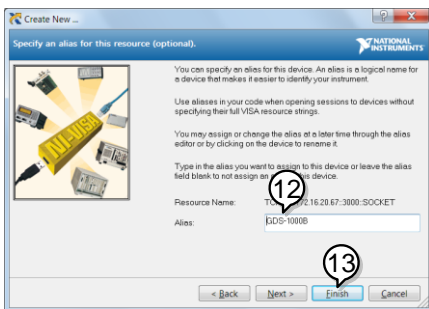 Create New ...
Specify an alias for this resource (optional).
NATIONAL
INSTRUMENTS
You can specify an alias for this device. An alias is a logical name for
a device that makes it easier to identify your instrument.
Use aliases in your code when opening sessions to devices without
specifying their full VISA resource strings.
You may assign or change the alias at a later time through the alias
editor or by clicking on the device to rename it.
Type in the alias you want to assign to this device or leave the alias
field blank to not assign an this device.
12
Resource Name: 72.16.20.67::3000::SOCKET
Alias: GDS-1000B
13
< Back Next > Finish Cancel
IVI-VISA